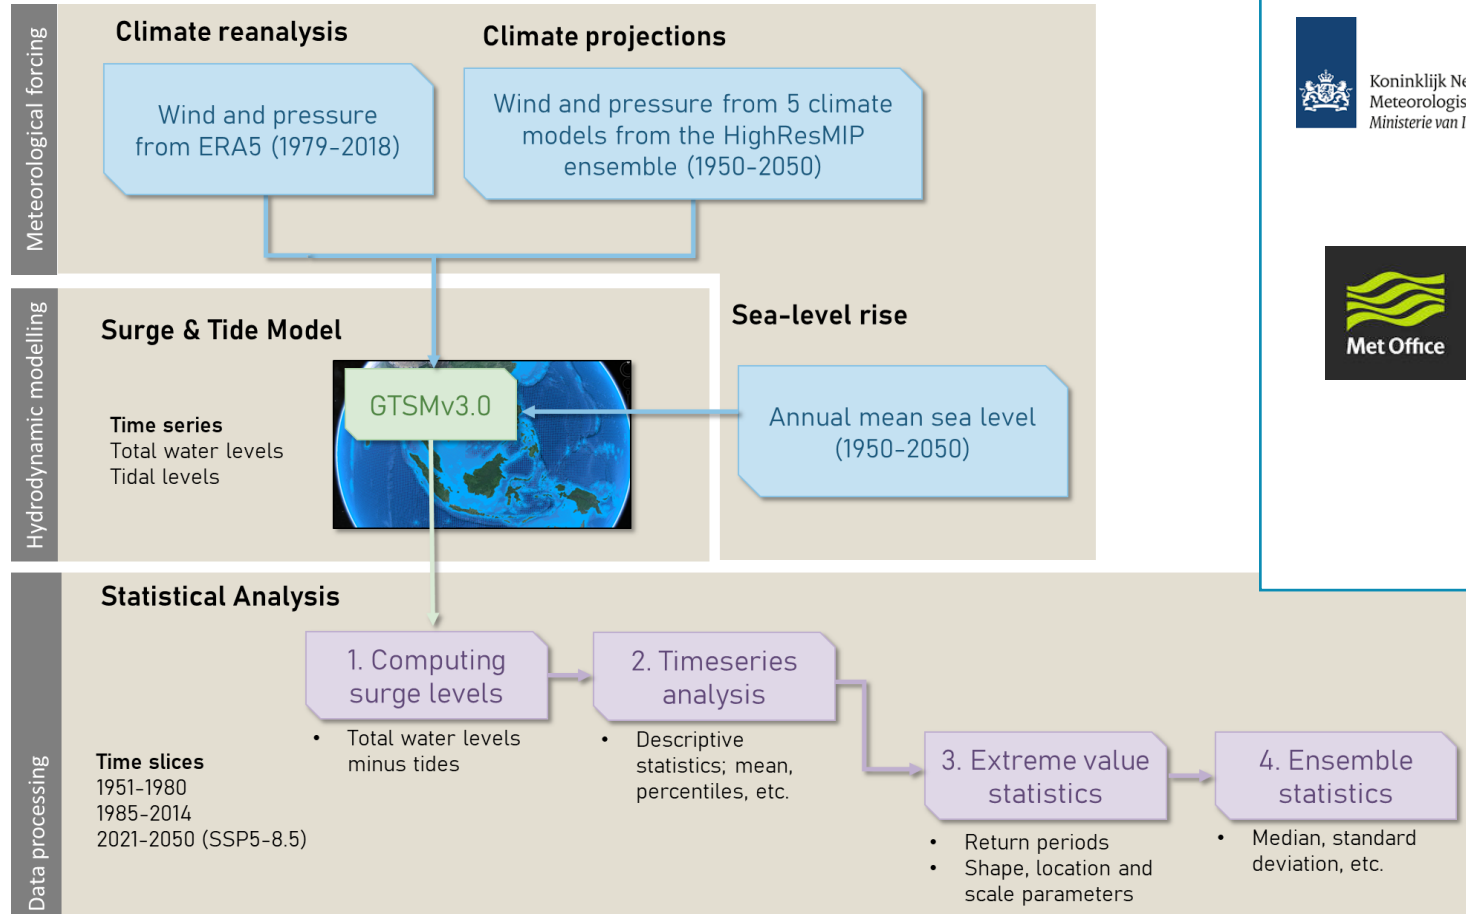 Meteorological forcing
Climate reanalysis
Wind and pressure
from ERA5 (1979-2018)
Climate projections
Wind and pressure from 5 climate
models from the HighResMIP
ensemble (1950-2050)
Koninklijk
Meteorologis
Ministerie van
Met Office
Hydrodynamic modelling
Surge & Tide Model
Time series
Total water levels
Tidal levels
GTSMv3.0
Sea-level rise
Annual mean sea level
(1950-2050)
Data processing
Statistical Analysis
Time slices
1951-1980
1985-2014
2021-2050 (SSP5-8.5)
1. Computing
surge levels
• Total water levels
minus tides
2. Timeseries
analysis
• Descriptive
statistics; mean,
percentiles, etc.
3. Extreme value
statistics
• Return periods
• Shape, location and
scale parameters
4. Ensemble
statistics
• Median, standard
deviation, etc.